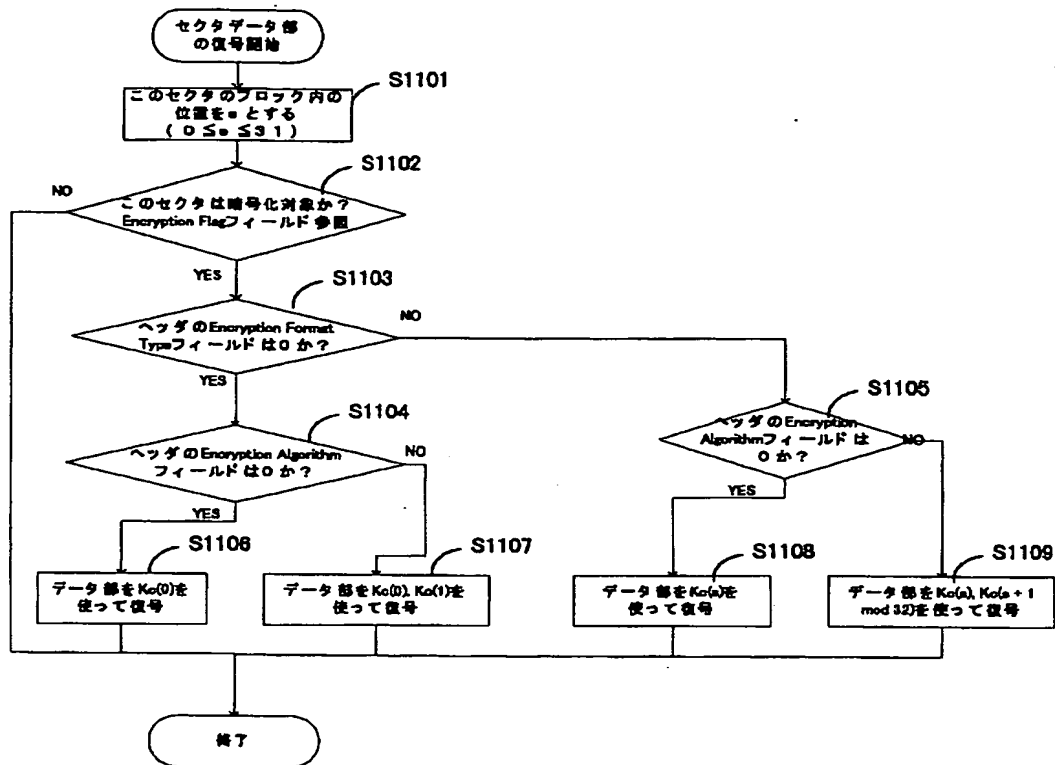 セクタデータ部
の復号開始
S1101
このセクタのブロック内の
位置をsとする
( 0 ≦s ≦3 1 )
S1102
NO
このセクタは暗号化対象か?
Encryption Flagフィールド 参照
YES
S1103
NO
ヘッダ のEncryption Format
Typeフィールドは0 か?
YES
S1104
S1105
ヘッダ のEncryption Algorithm
フィールド は0 か?
NO
ヘッダ のEncryption
Algorithmフィールド は
0 か?
NO
YES
YES
S1106
S1107
S1108
S1109
データ 部をKc(0)を
使って復号
データ 部をKc(0), Kc(1)を
使って復号
データ 部をKc(s)を
使って復号
データ 部をKc(s), Kc(s + 1
mod 32)を 使って復号
終了